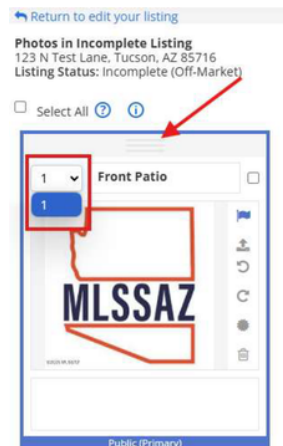 Return to edit your listing
Photos in Incomplete Listing
123 N Test Lane, Tucson, AZ 85716
Listing Status: Incomplete (Off-Market)
Select All
1 Front Patio
1
MLSSAZ
Public (Primary)